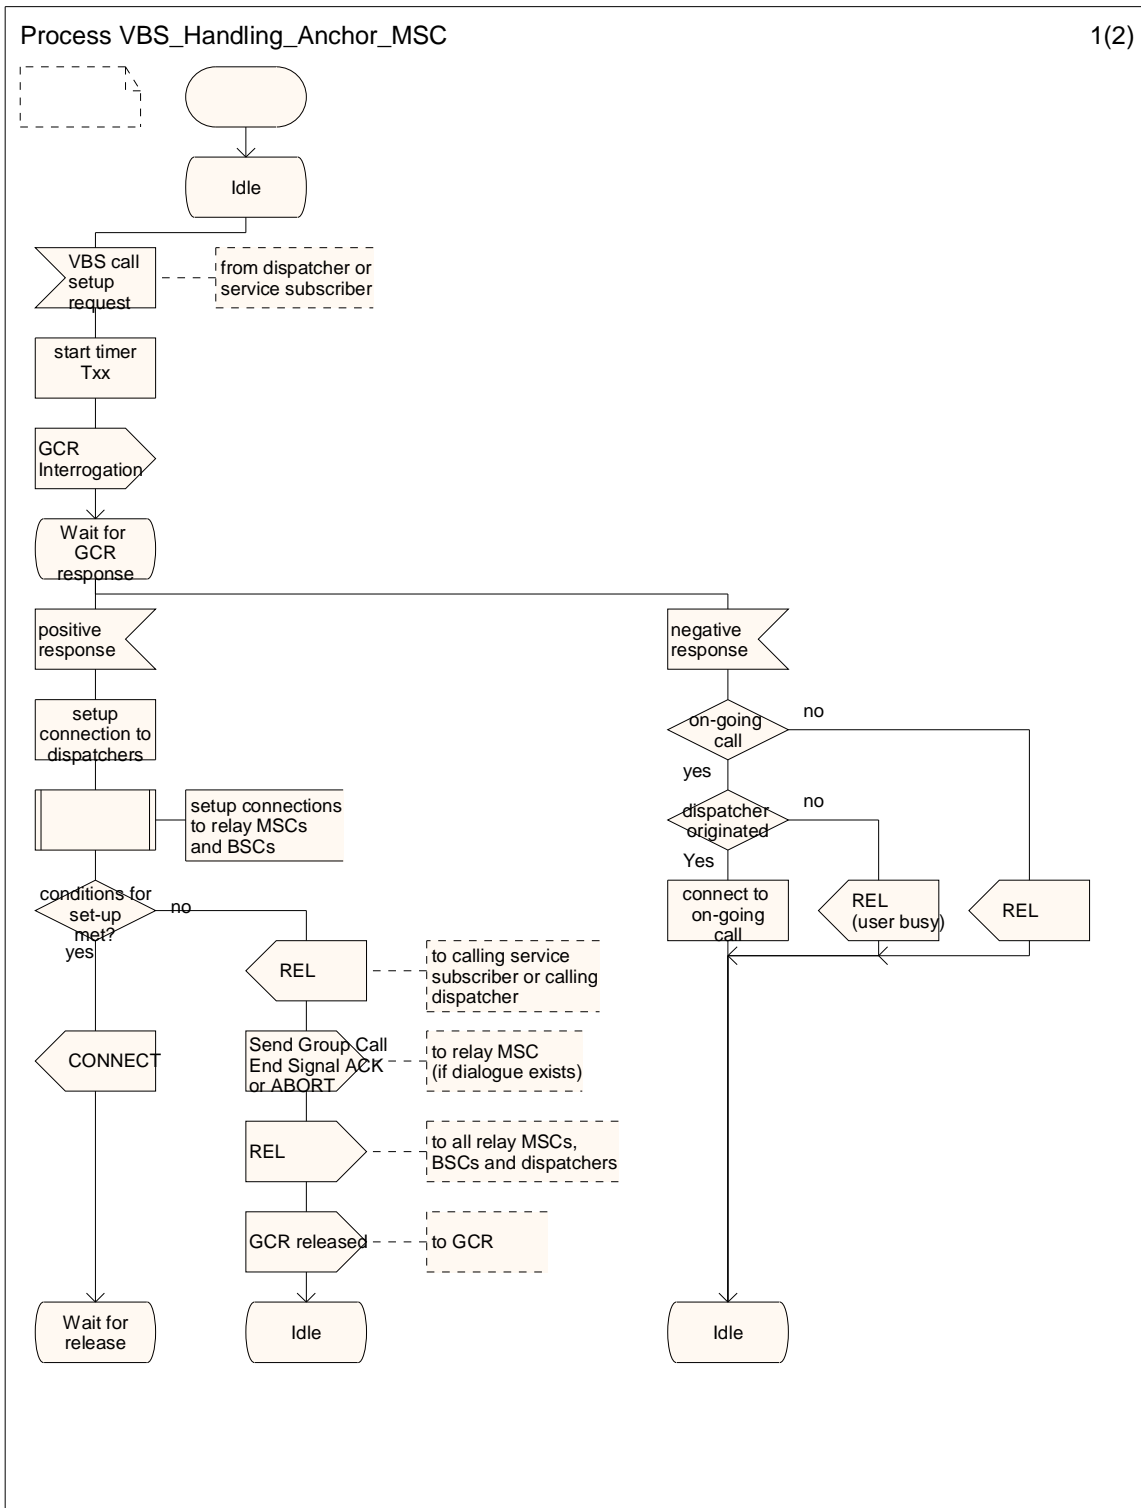 Process VBS_Handling_Anchor_MSC
1(2)
Idle
VBS call
setup
request
from dispatcher or
service subscriber
start timer
Txx
GCR
Interrogation
Wait for
GCR
response
positive
response
negative
response
setup
connection to
dispatchers
on-going
call
no
yes
setup connections
to relay MSCs
and BSCs
dispatcher
originated
no
Yes
conditions for
set-up
met?
no
yes
connect to
on-going
call
REL
(user busy)
REL
REL
to calling service
subscriber or calling
dispatcher
CONNECT
Send Group Call
End Signal ACK
or ABORT
to relay MSC
(if dialogue exists)
REL
to all relay MSCs,
BSCs and dispatchers
GCR released
to GCR
Wait for
release
Idle
Idle